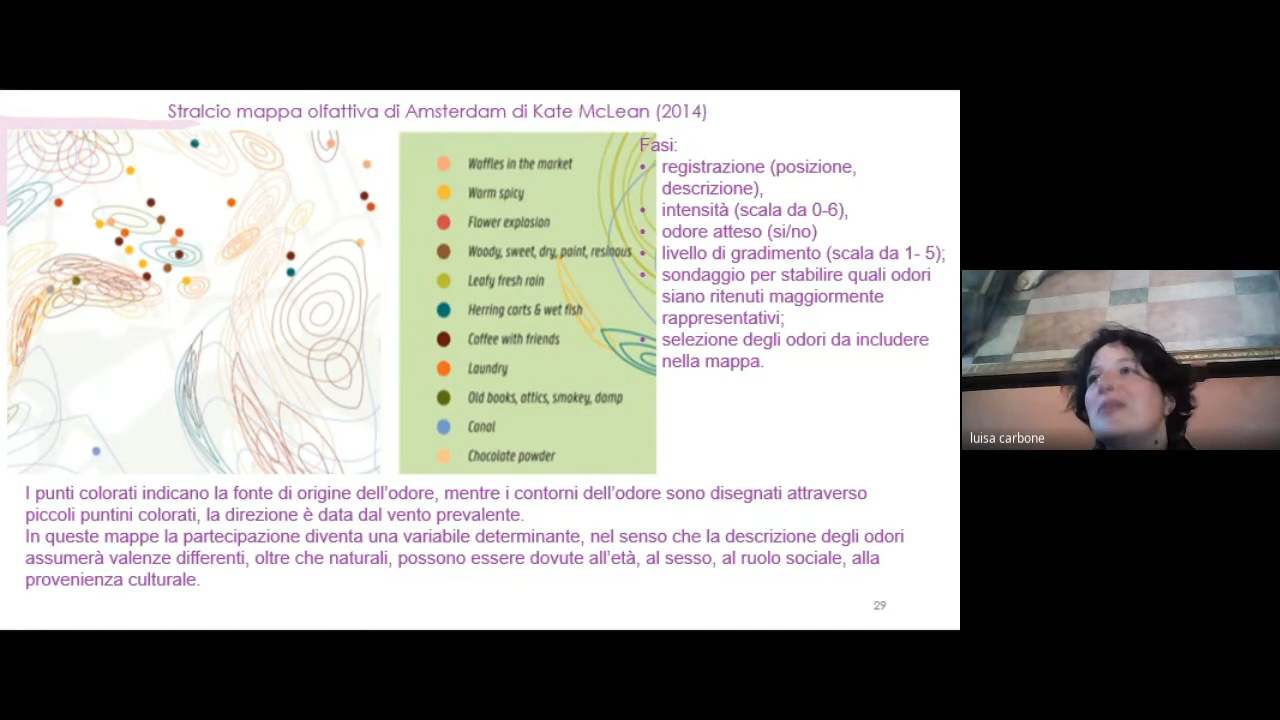 Stralcio mappa olfattiva di Amsterdam di Kate McLean (2014)
Waffles in the market
Warm spicy
Flower explosion
Woody, sweet, dry, paint, resinous
Leafy fresh rain
Herring carts & wet fish
Coffee with friends
Laundry
Old books, attics, smokey, damp
Canal
Chocolate powder
Fasi:
• registrazione (posizione,
descrizione),
• intensità (scala da 0-6),
• odore atteso (si/no)
• livello di gradimento (scala da 1- 5);
• sondaggio per stabilire quali odori
siano ritenuti maggiormente
rappresentativi;
• selezione degli odori da includere
nella mappa.
I punti colorati indicano la fonte di origine dell'odore, mentre i contorni dell'odore sono disegnati attraverso
piccoli puntini colorati, la direzione è data dal vento prevalente.
In queste mappe la partecipazione diventa una variabile determinante, nel senso che la descrizione degli odori
assumerà valenze differenti, oltre che naturali, possono essere dovute all'età, al sesso, al ruolo sociale, alla
provenienza culturale.
29
luisa carbone